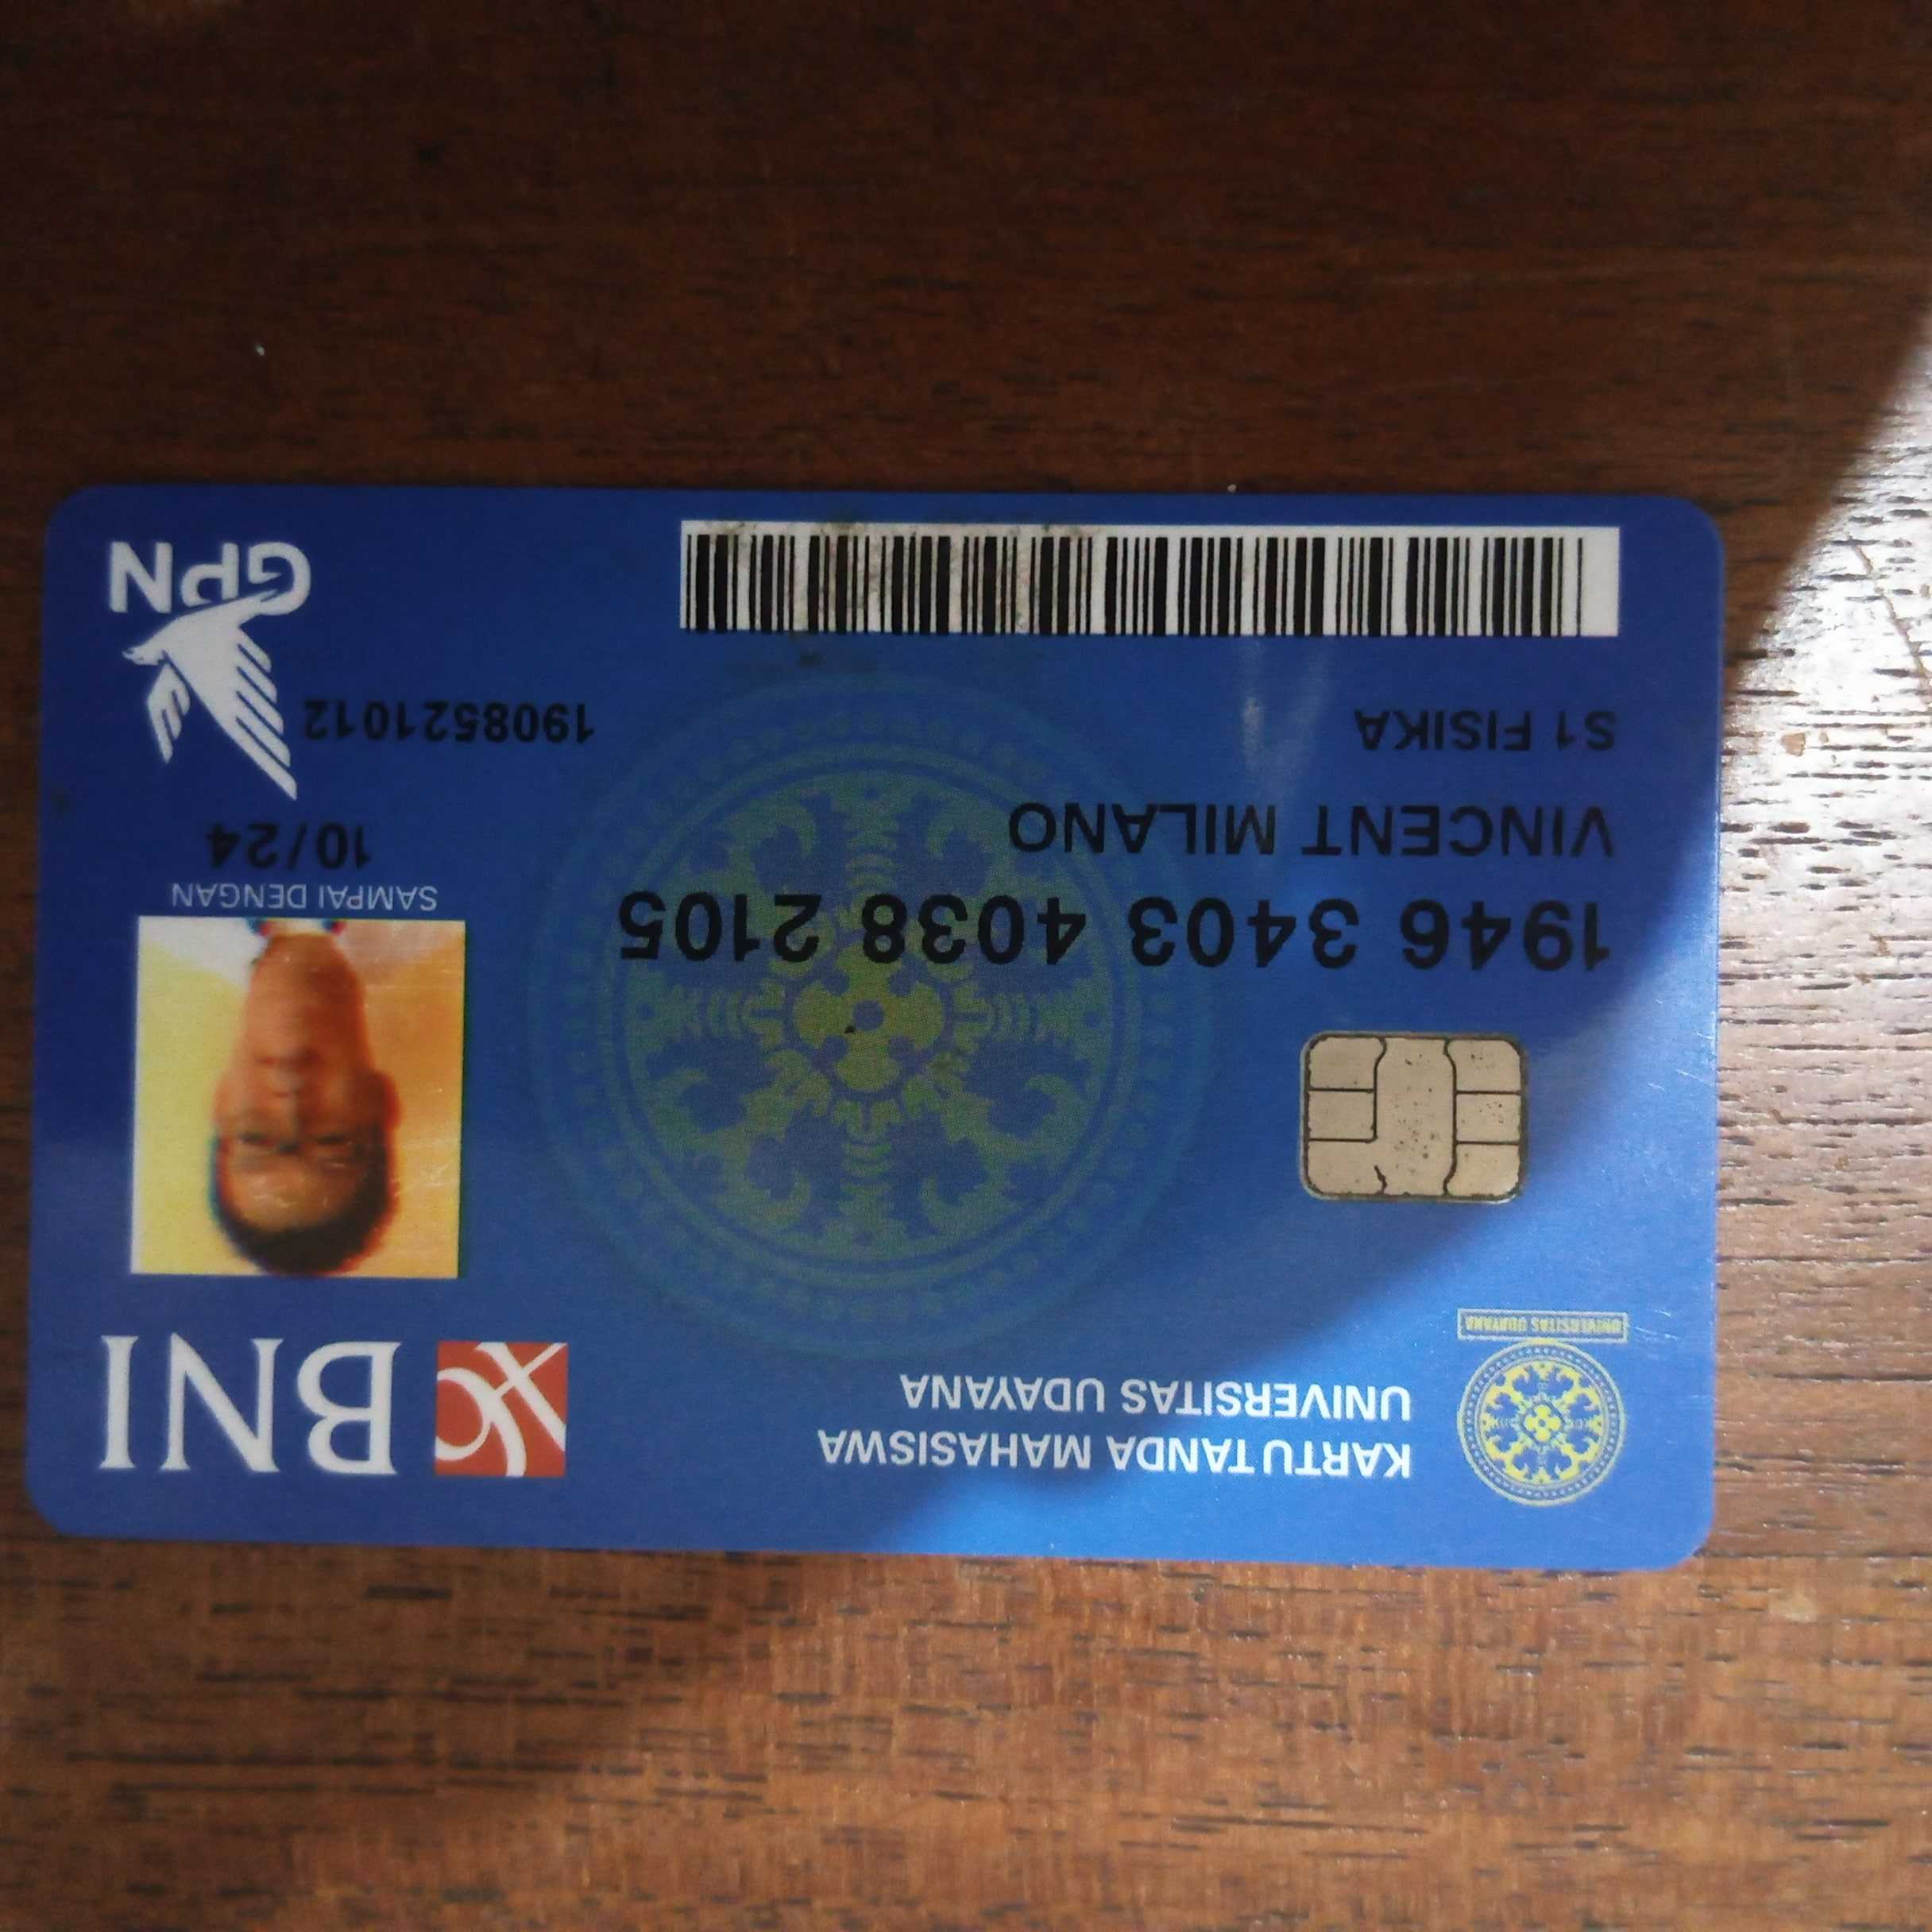 KARTU TANDA MAHASISWA
UNIVERSITAS UDAYANA
BNI
UNIVERSITAS UDAYANA
1946 3403 4038 2105
SAMPAI DENGAN
10/24
VINCENT MILANO
S1 FISIKA
1908521012
GPN